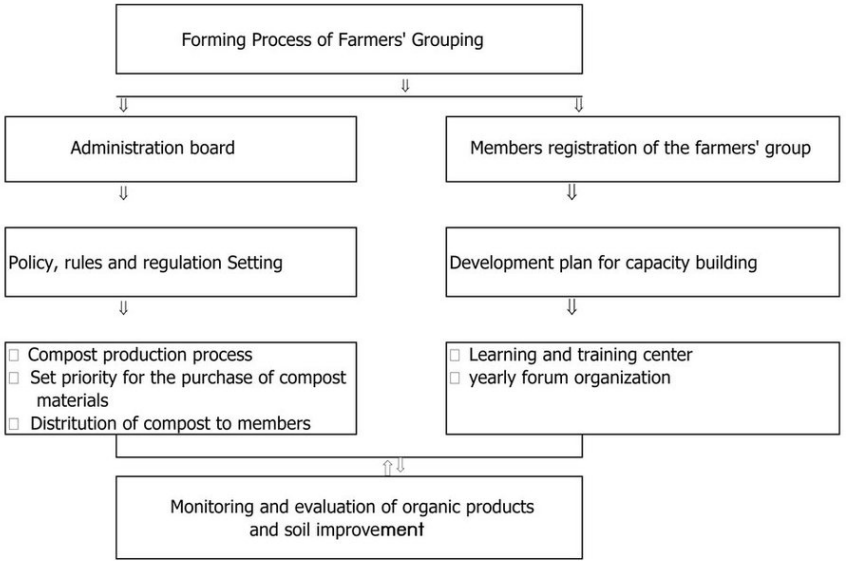 Forming Process of Farmers' Grouping
Administration board
Members registration of the farmers' group
Policy, rules and regulation Setting
Development plan for capacity building
Compost production process
Set priority for the purchase of compost
materials
Distritution of compost to members
Learning and training center
yearly forum organization
Monitoring and evaluation of organic products
and soil improvement